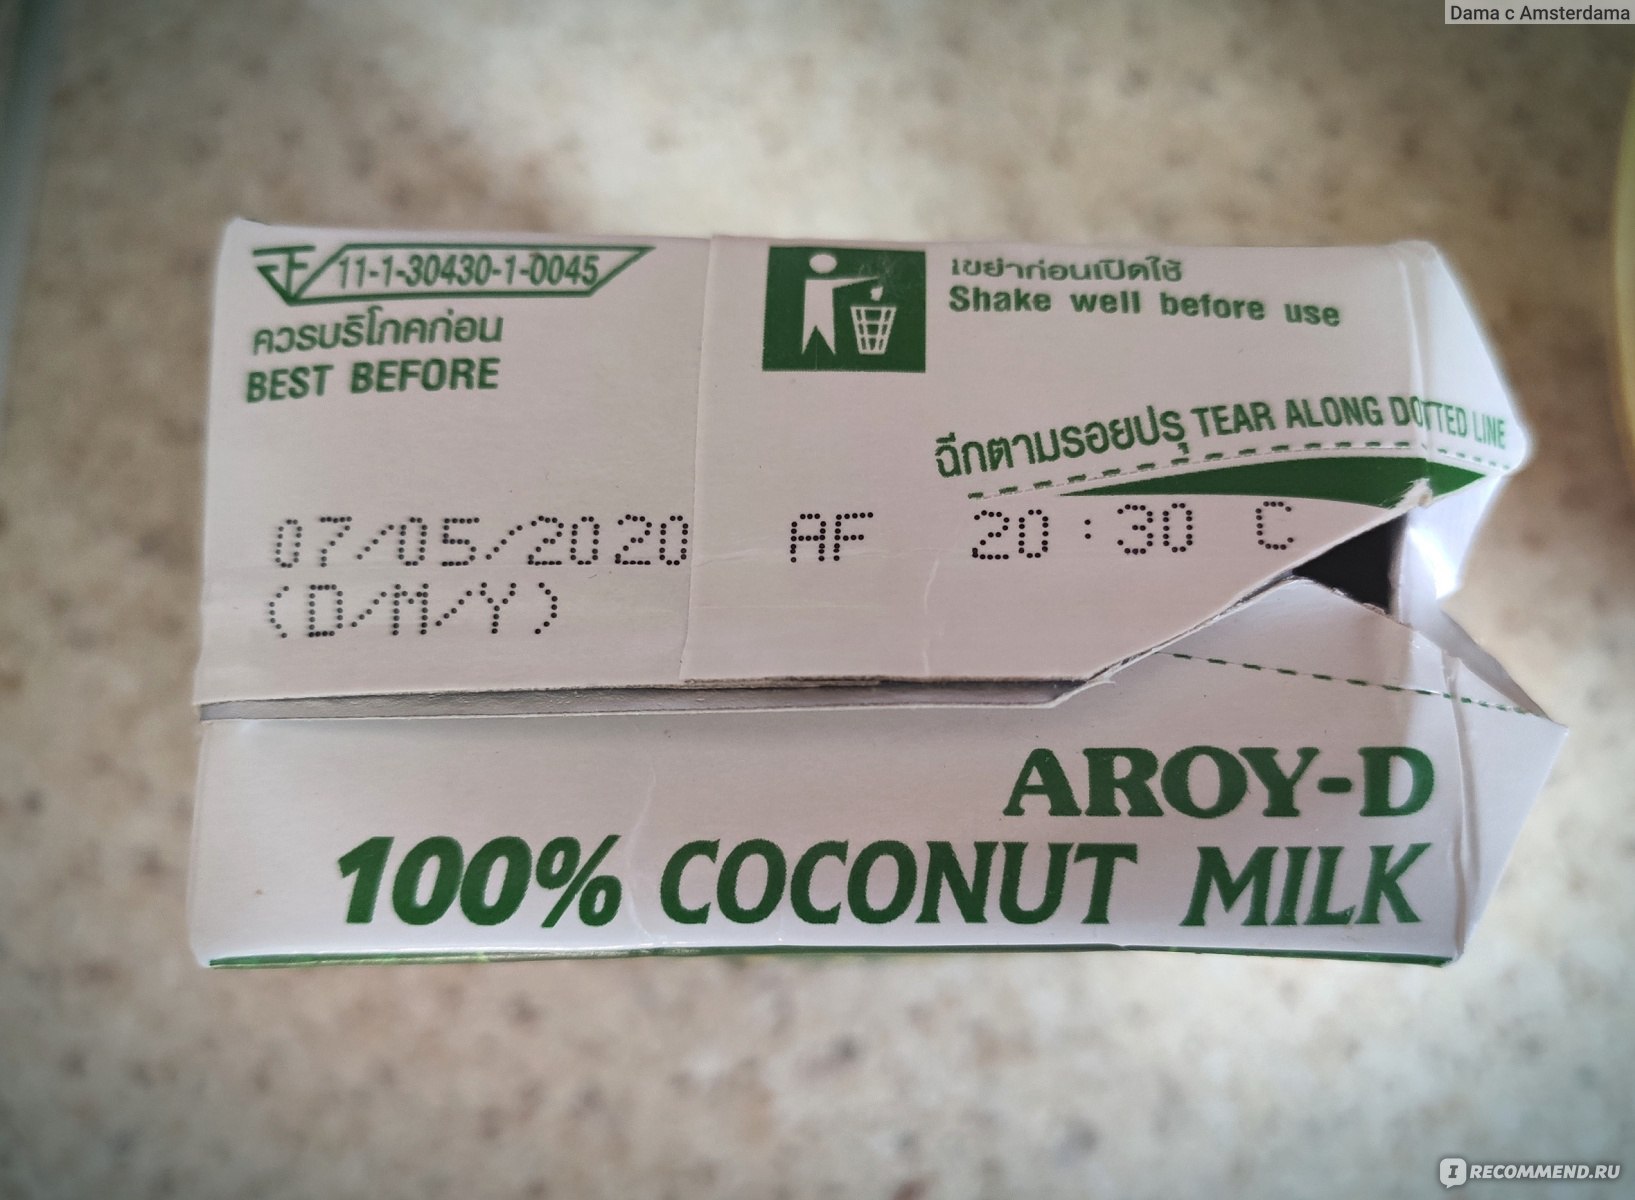 Dama c Amsterdama
11-1-30430-1-0045
ควรบริโภคก่อน
BEST BEFORE
เขย่าก่อนเปิดใช้
Shake well before use
ฉีกตามรอยปรุ TEAR ALONG DOTTED LINE
07/05/2020 AF 20:30 C
(D/M/Y)
AROY-D
100% COCONUT MILK
IRECOMMEND.RU